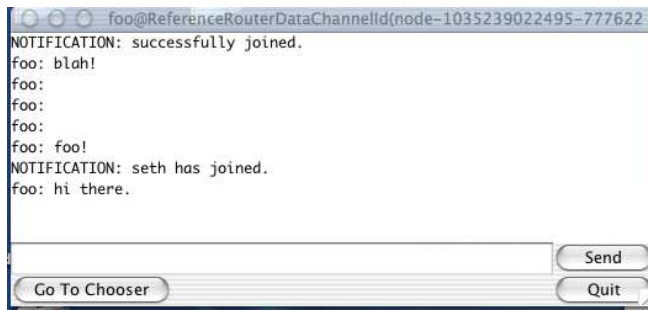 foo@ReferenceRouterDataChannelId(node-1035239022495-777622
NOTIFICATION: successfully joined.
foo: blah!
foo:
foo:
foo:
foo: foo!
NOTIFICATION: seth has joined.
foo: hi there.
Send
Go To Chooser
Quit